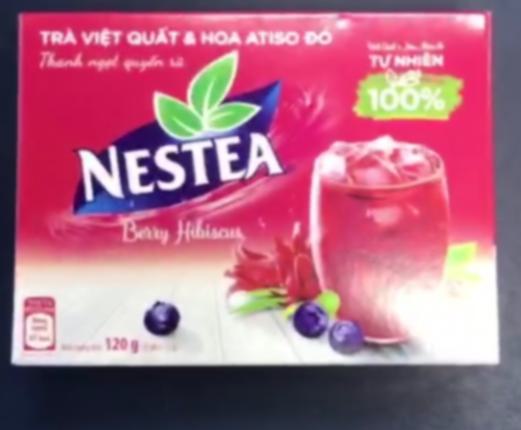 TRÀ VIỆT QUẤT & HOA ATISO ĐỎ
Thanh ngọt quyến rũ
TỰ NHIÊN
100%
NESTEA
Berry Hibiscus
120 g